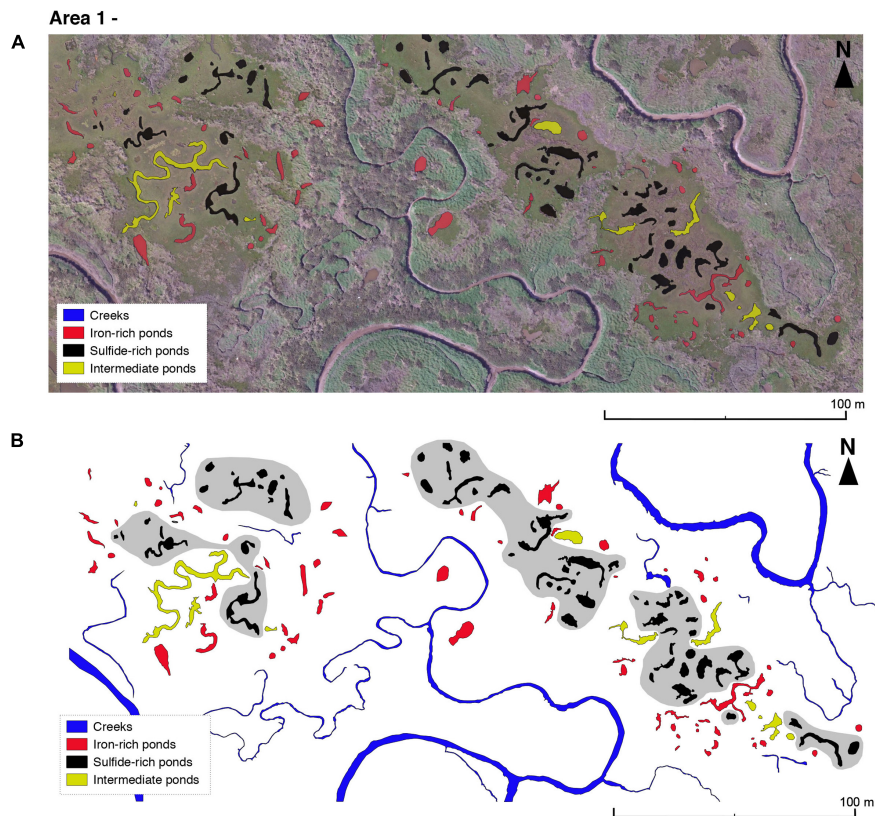 Area 1 -
A
N
Creeks
Iron-rich ponds
Sulfide-rich ponds
Intermediate ponds
100 m
B
N
Creeks
Iron-rich ponds
Sulfide-rich ponds
Intermediate ponds
100 m